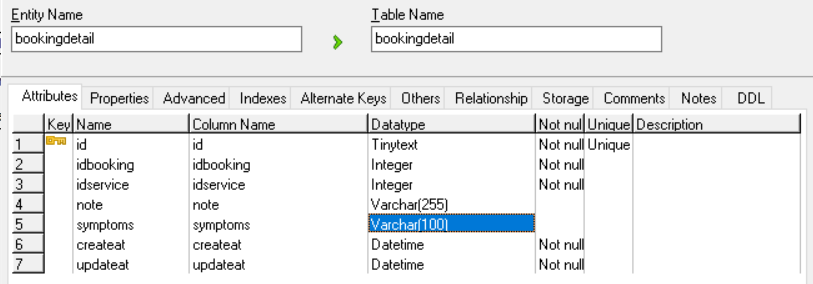 Entity Name Table Name
bookingdetail bookingdetail
Attributes Properties Advanced Indexes Alternate Keys Others Relationship Storage Comments Notes DDL
Key Name Column Name Datatype Not nul Unique Description
1 id id Tinytext Not null Unique
2 idbooking idbooking Integer Not null
3 idservice idservice Integer Not null
4 note note Varchar(255)
5 symptoms symptoms Varchar(100)
6 createat createat Datetime Not null
7 updateat updateat Datetime Not null